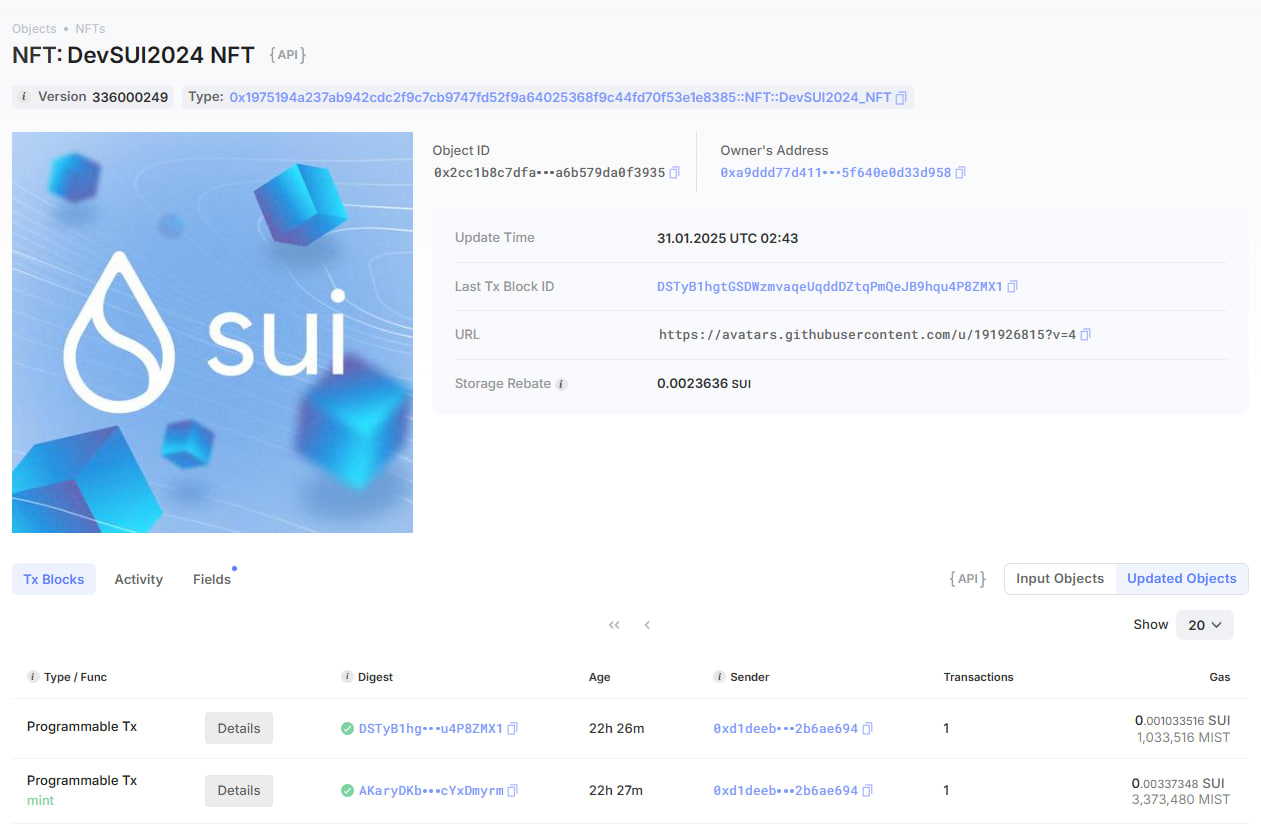 Objects • NFTs
NFT: DevSUI2024 NFT {API}
i Version 336000249 Type: 0x1975194a237ab942cdc2f9c7cb9747fd52f9a64025368f9c44fd70f53e1e8385::NFT::DevSUI2024_NFT
sui
Object ID
0x2cc1b8c7dfa•••a6b579da0f3935
Owner's Address
0xa9ddd77d411•••5f640e0d33d958
Update Time 31.01.2025 UTC 02:43
Last Tx Block ID DSTyB1hgtGSDWzmvaqeUqddDZtqPmQeJB9hqu4P8ZMX1
URL https://avatars.githubusercontent.com/u/191926815?v=4
Storage Rebate i 0.0023636 SUI
Tx Blocks Activity Fields {API} Input Objects Updated Objects
Show 20
i Type / Func i Digest Age i Sender Transactions Gas
Programmable Tx Details DSTyB1hg•••u4P8ZMX1 22h 26m 0xd1deeb•••2b6ae694 1 0.001033516 SUI
1,033,516 MIST
Programmable Tx Details AKaryDKb•••cYxDmyrm 22h 27m 0xd1deeb•••2b6ae694 1 0.00337348 SUI
mint 3,373,480 MIST